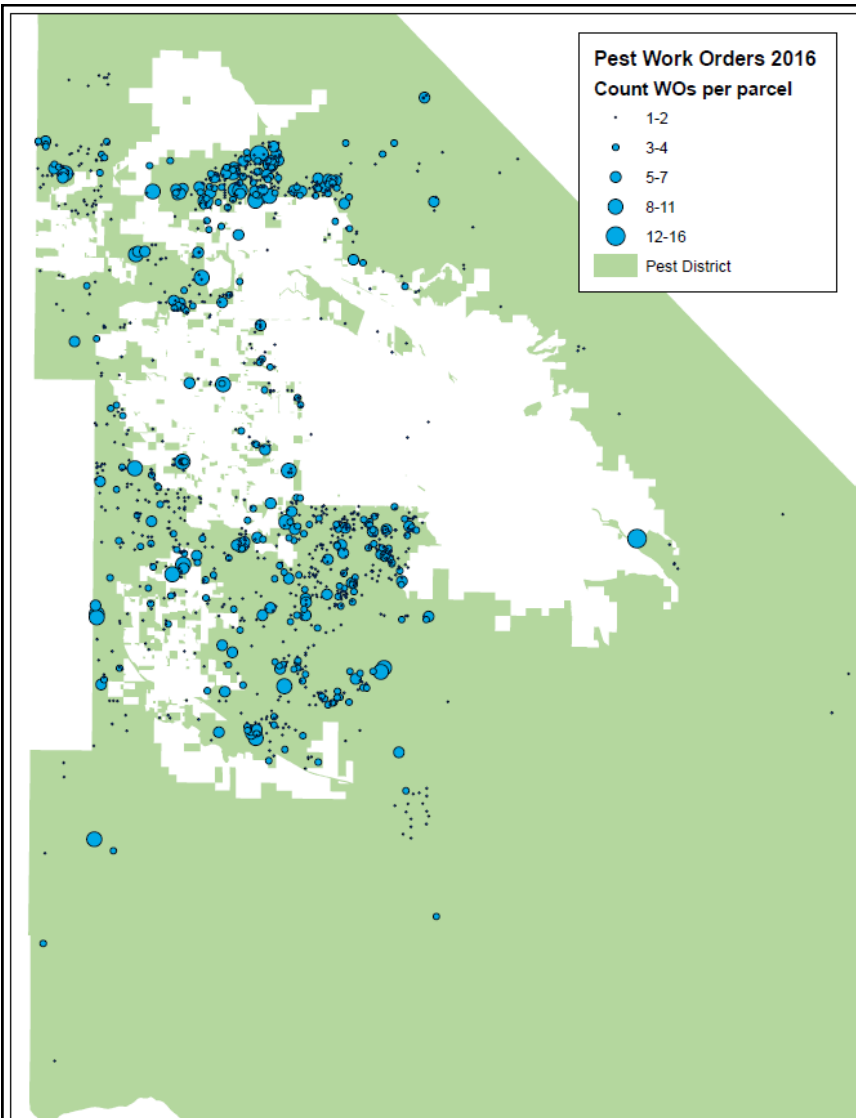 Pest Work Orders 2016
Count WOs per parcel
1-2
3-4
5-7
8-11
12-16
Pest District